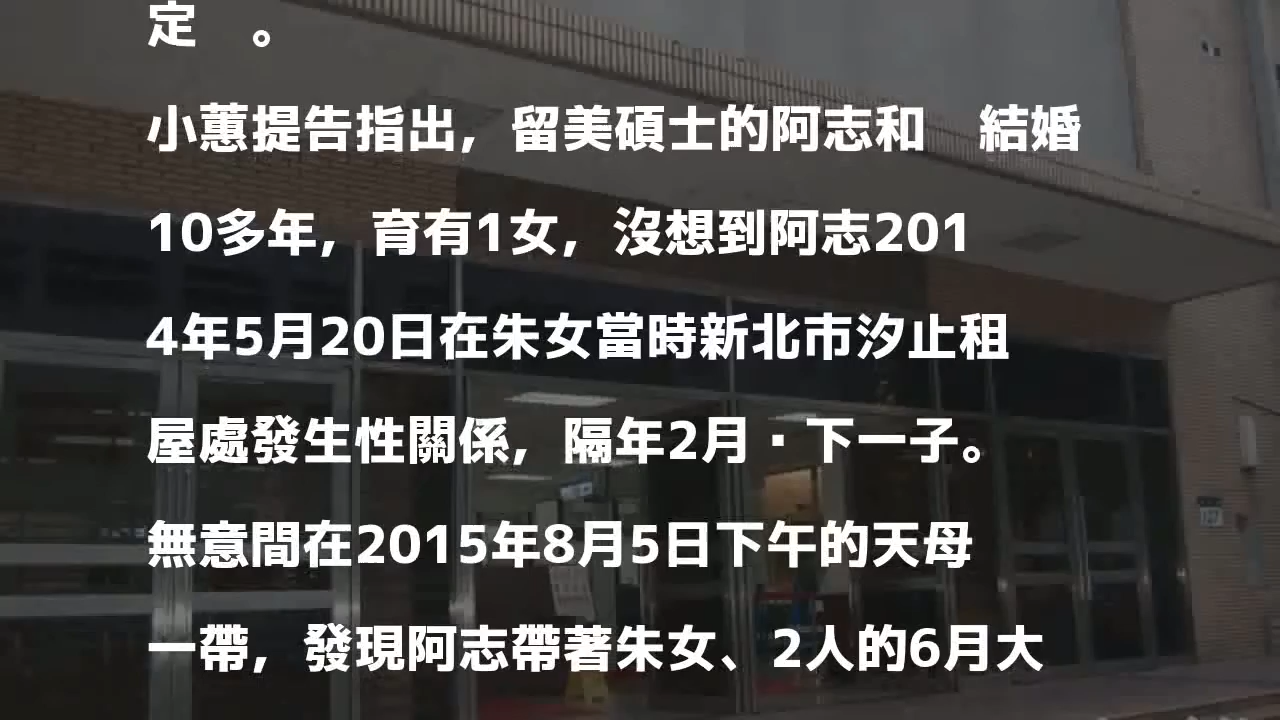 定 。
小蕙提告指出，留美碩士的阿志和 結婚
10多年，育有1女，沒想到阿志201
4年5月20日在朱女當時新北市汐止租
屋處發生性關係，隔年2月·下一子。
無意間在2015年8月5日下午的天母
一帶，發現阿志帶著朱女、2人的6月大